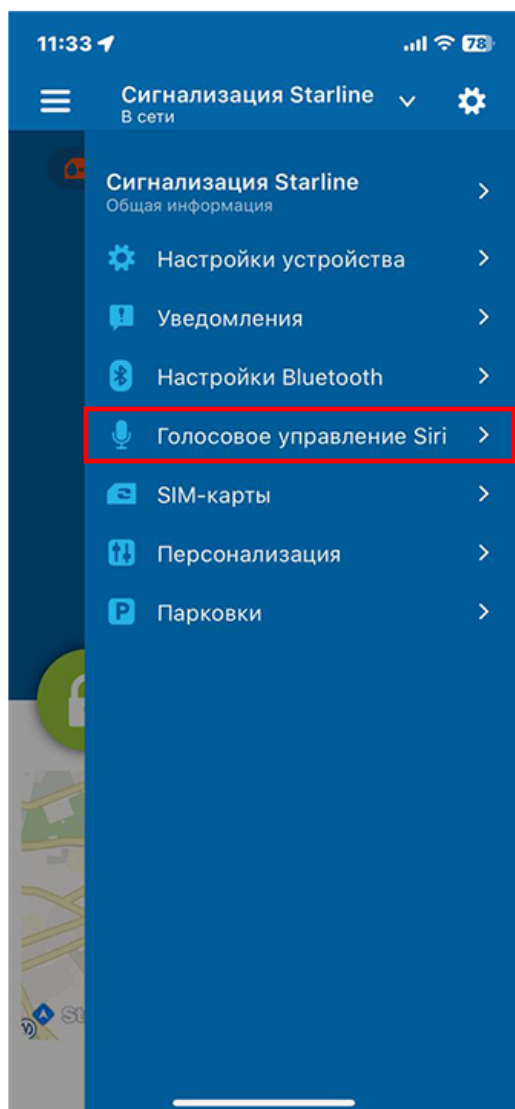 11:33
78
Сигнализация Starline
В сети
Сигнализация Starline
Общая информация
Настройки устройства
Уведомления
Настройки Bluetooth
Голосовое управление Siri
SIM-карты
Персонализация
P
Парковки
St